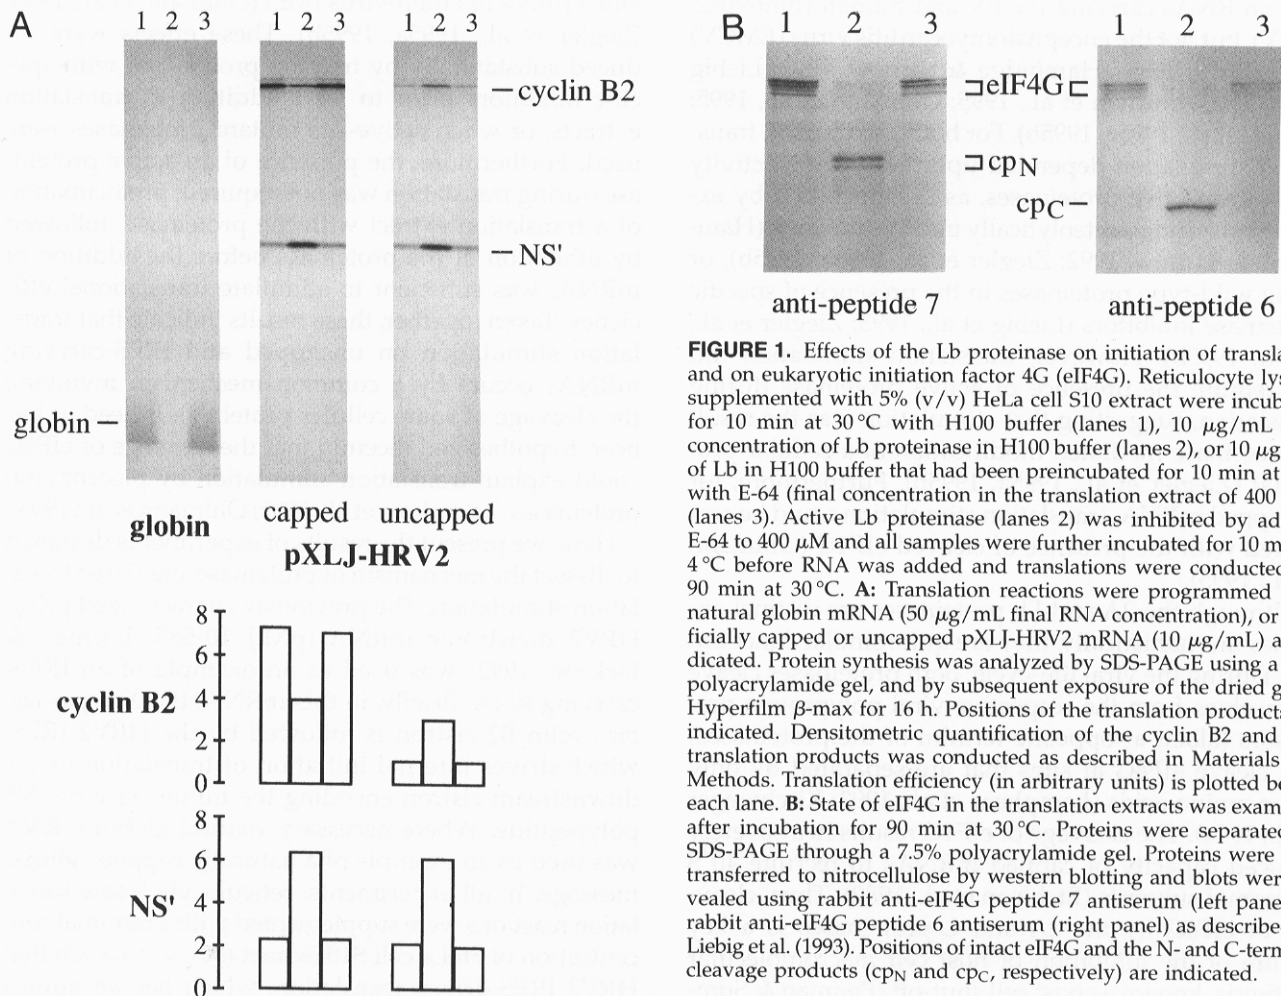 A
1 2 3
1 2 3
1 2 3
cyclin B2
NS'
globin
globin
capped uncapped
pXLJ-HRV2
cyclin B2
8
6
4
2
0
NS'
8
6
4
2
0
B
1 2 3
1 2 3
eIF4G
cpN
cpC
anti-peptide 7
anti-peptide 6
FIGURE 1. Effects of the Lb proteinase on initiation of transla
and on eukaryotic initiation factor 4G (eIF4G). Reticulocyte lys
supplemented with 5% (v/v) HeLa cell S10 extract were incub
for 10 min at 30 °C with H100 buffer (lanes 1), 10 μg/mL
concentration of Lb proteinase in H100 buffer (lanes 2), or 10 μg
of Lb in H100 buffer that had been preincubated for 10 min at
with E-64 (final concentration in the translation extract of 400
(lanes 3). Active Lb proteinase (lanes 2) was inhibited by ad
E-64 to 400 μM and all samples were further incubated for 10 m
4 °C before RNA was added and translations were conducted
90 min at 30 °C. A: Translation reactions were programmed
natural globin mRNA (50 μg/mL final RNA concentration), or
ficially capped or uncapped pXLJ-HRV2 mRNA (10 μg/mL) a
dicated. Protein synthesis was analyzed by SDS-PAGE using a
polyacrylamide gel, and by subsequent exposure of the dried g
Hyperfilm β-max for 16 h. Positions of the translation products
indicated. Densitometric quantification of the cyclin B2 and
translation products was conducted as described in Materials
Methods. Translation efficiency (in arbitrary units) is plotted be
each lane. B: State of eIF4G in the translation extracts was exam
after incubation for 90 min at 30 °C. Proteins were separated
SDS-PAGE through a 7.5% polyacrylamide gel. Proteins were
transferred to nitrocellulose by western blotting and blots wer
vealed using rabbit anti-eIF4G peptide 7 antiserum (left pane
rabbit anti-eIF4G peptide 6 antiserum (right panel) as describe
Liebig et al. (1993). Positions of intact eIF4G and the N- and C-term
cleavage products (cpN and cpC, respectively) are indicated.